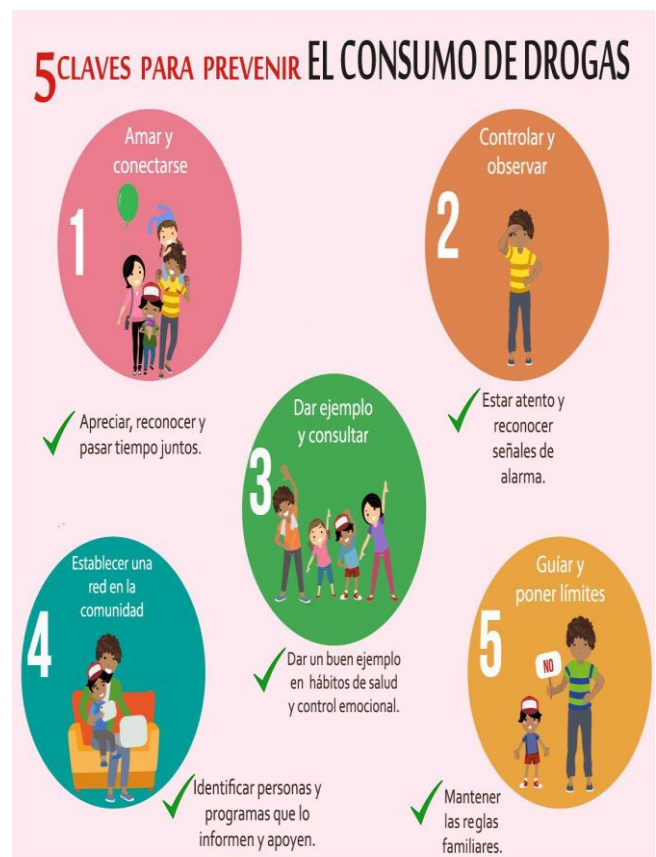 5 CLAVES PARA PREVENIR EL CONSUMO DE DROGAS
1
Amar y
conectarse
Apreciar, reconocer y
pasar tiempo juntos.
2
Controlar y
observar
Estar atento y
reconocer
señales de
alarma.
3
Dar ejemplo
y consultar
Dar un buen ejemplo
en hábitos de salud
y control emocional.
4
Establecer una
red en la
comunidad
Identificar personas y
programas que lo
informen y apoyen.
5
Guíar y
poner límites
NO
Mantener
las reglas
familiares.